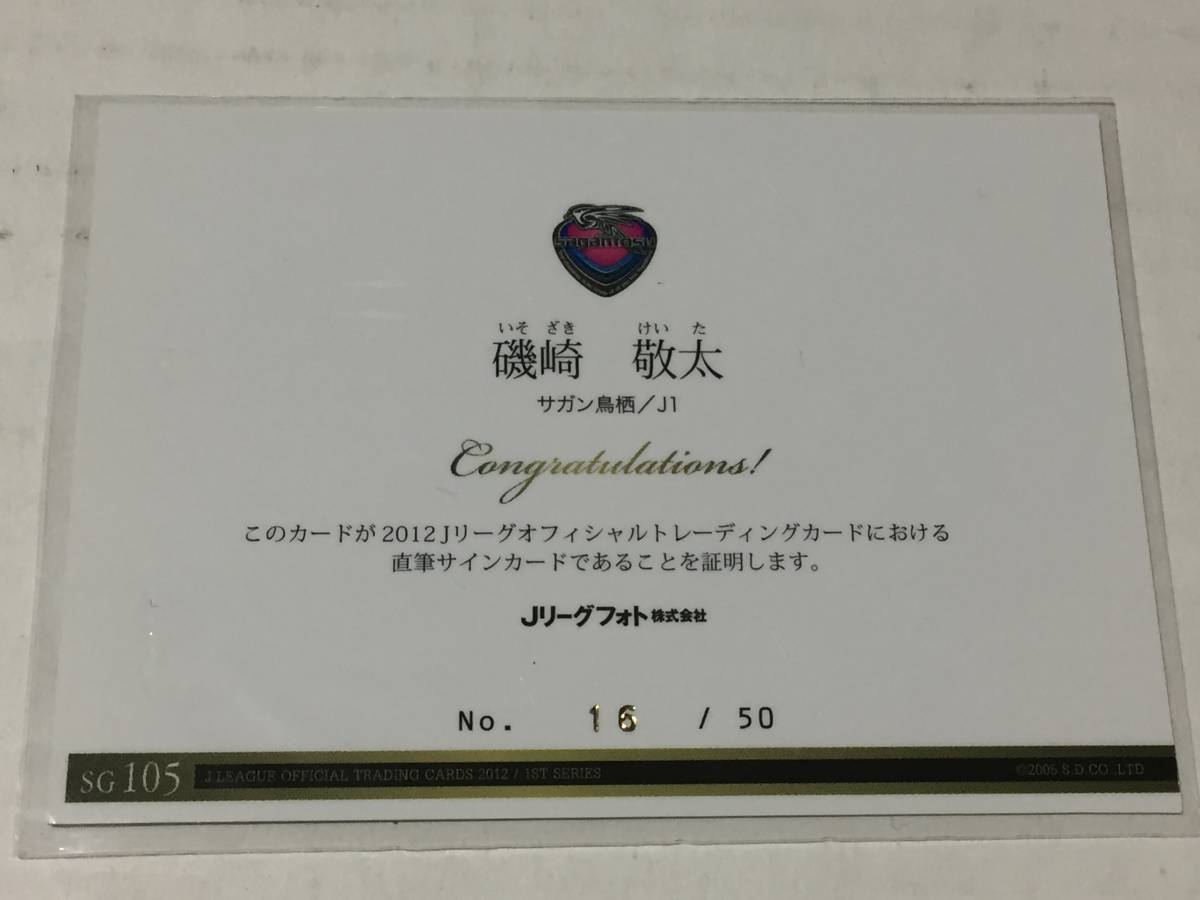 sagantosu
いそ ざき けい た
磯崎 敬太
サガン鳥栖／J1
Congratulations!
このカードが2012Jリーグオフィシャルトレーディングカードにおける
直筆サインカードであることを証明します。
Jリーグフォト株式会社
No. 16 / 50
SG 105 J.LEAGUE OFFICIAL TRADING CARDS 2012 / 1ST SERIES ©2005 S.D.CO.,LTD